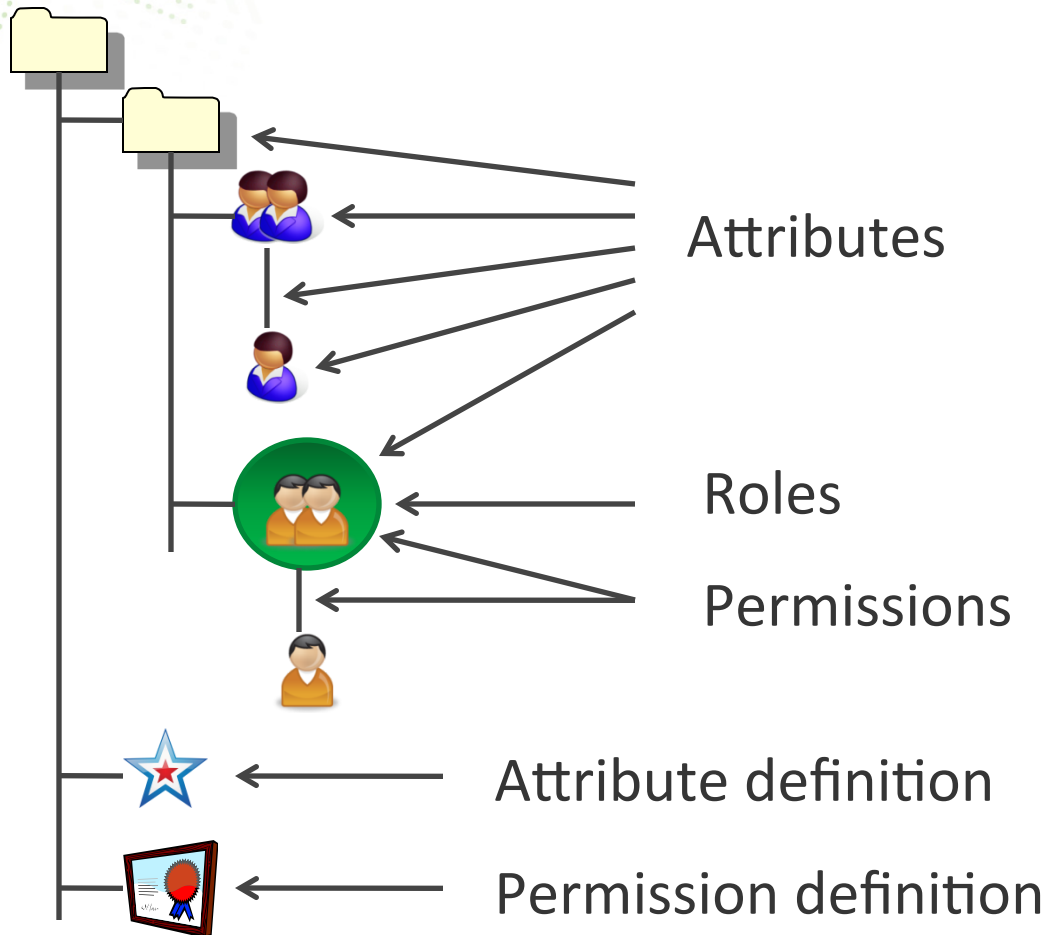 Attributes
Roles
Permissions
Attribute definition
Permission definition